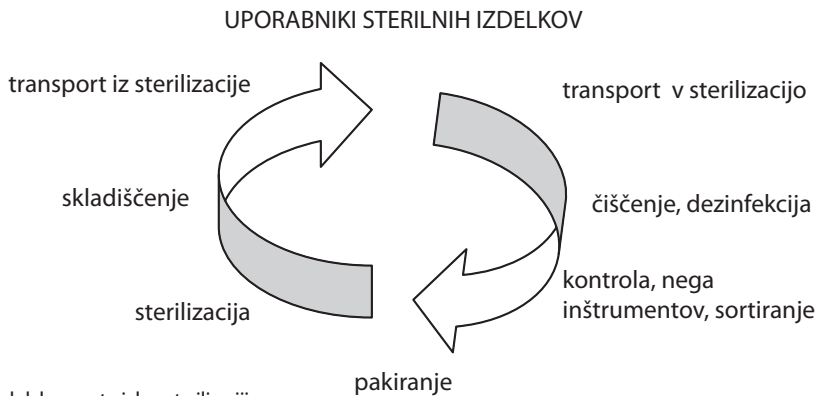 UPORABNIKI STERILNIH IZDELKOV
transport iz sterilizacije
transport v sterilizacijo
skladiščenje
čiščenje, dezinfekcija
kontrola, nega
inštrumentov, sortiranje
sterilizacija
pakiranje